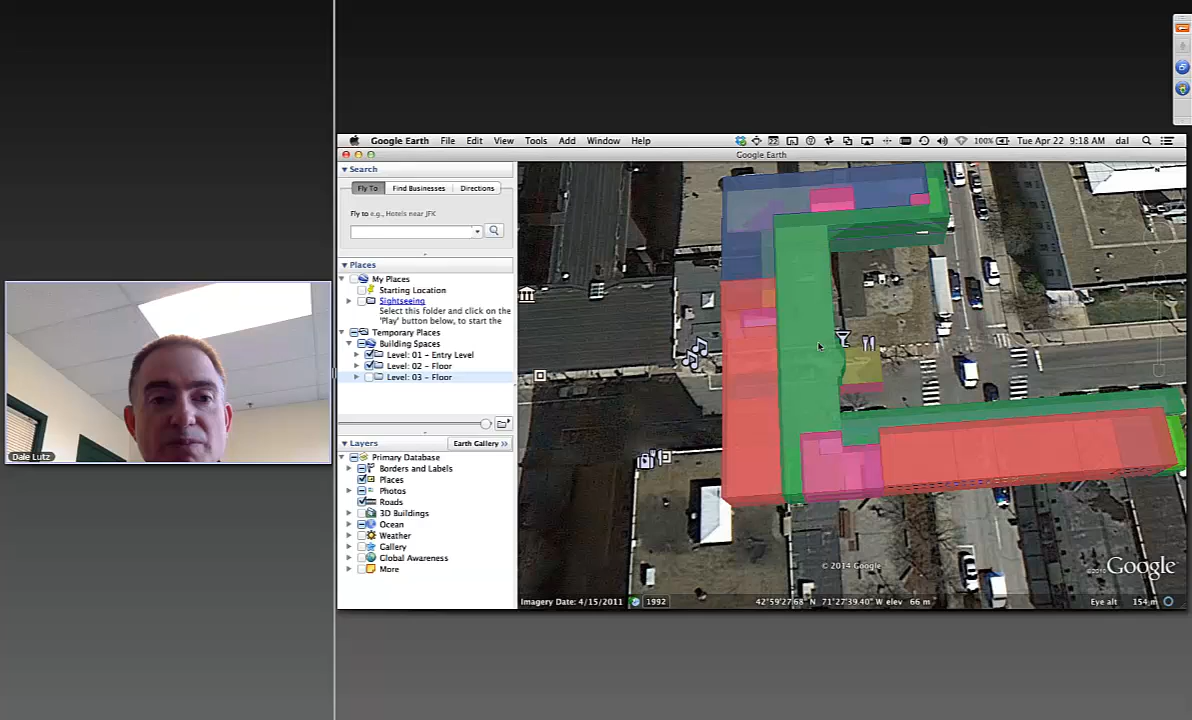 Google Earth File Edit View Tools Add Window Help 100% Tue Apr 22 9:18 AM dal
Google Earth
Search
Fly To Find Businesses Directions
Fly to e.g., Hotels near JFK
Places
My Places
Starting Location
Sightseeing
Select this folder and click on the
'Play' button below, to start the
Temporary Places
Building Spaces
Level: 01 - Entry Level
Level: 02 - Floor
Level: 03 - Floor
Layers Earth Gallery >>
Primary Database
Borders and Labels
Places
Photos
Roads
3D Buildings
Ocean
Weather
Gallery
Global Awareness
More
Dale Lutz
© 2014 Google
Google
Imagery Date: 4/15/2011 1992 42°59'27.68" N 71°27'39.40" W elev 66 m Eye alt 154 m